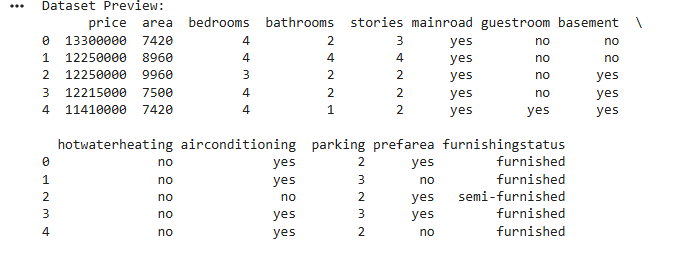 ••• Dataset Preview:
price area bedrooms bathrooms stories mainroad guestroom basement \
0 13300000 7420 4 2 3 yes no no
1 12250000 8960 4 4 4 yes no no
2 12250000 9960 3 2 2 yes no yes
3 12215000 7500 4 2 2 yes no yes
4 11410000 7420 4 1 2 yes yes yes
hotwaterheating airconditioning parking prefarea furnishingstatus
0 no yes 2 yes furnished
1 no yes 3 no furnished
2 no no 2 yes semi-furnished
3 no yes 3 yes furnished
4 no yes 2 no furnished